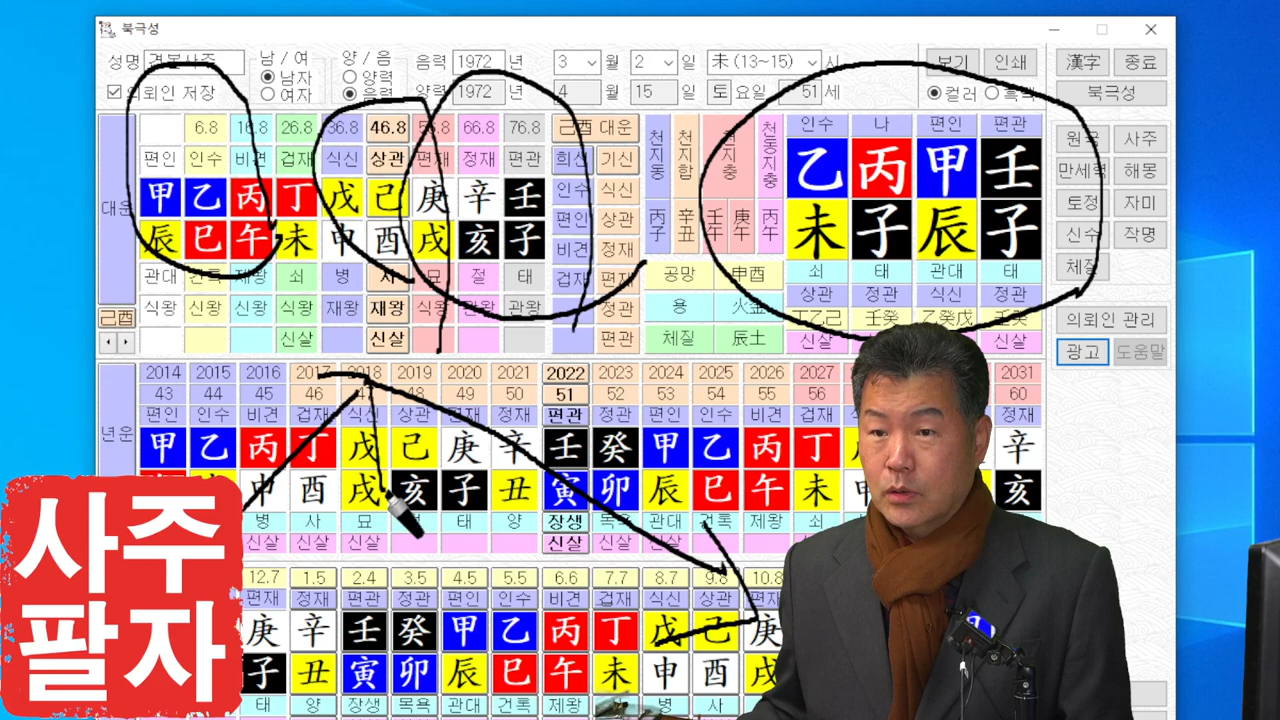 북극성
성명 견본사주 남 / 여 양 / 음 음력 1972 년 3 월 2 일 未 (13~15) 시 보기 인쇄 漢字 종료
의뢰인 저장 남자 여자 양력 음력 양력 1972 년 4 월 15 일 토 요일 51 세 컬러 흑백 북극성
6.8 16.8 26.8 36.8 46.8 56.8 66.8 76.8 己酉 대운
편인 인수 비견 겁재 식신 상관 편재 정재 편관 희신 기신
대운 甲 乙 丙 丁 戊 己 庚 辛 壬 인수 식신
辰 巳 午 未 申 酉 戌 亥 子 편인 상관
비견 정재
관대 건록 제왕 쇠 병 사 묘 절 태 겁재 편재
己酉 식왕 신왕 신왕 식왕 재왕 재왕 식왕 관왕 관왕 정관
신살 신살 편관
천지동 천지합 천지충 천동지충
丙子 辛丑 壬午 庚午 丙午
공망 申酉
용 火金
체질 辰土
인수 나 편인 편관
乙 丙 甲 壬
未 子 辰 子
쇠 태 관대 태
상관 정관 식신 정관
丁乙己 壬癸 乙癸戊 壬癸
신살 신살 신살 신살
원국 사주
만세력 해몽
토정 자미
신수 작명
체질
의뢰인 관리
광고 도움말
2014 2015 2016 2017 2018 2019 2020 2021 2022 2023 2024 2025 2026 2027 2031
43 44 45 46 47 48 49 50 51 52 53 54 55 56 60
년운 편인 인수 비견 겁재 식신 상관 편재 정재 편관 정관 편인 인수 비견 겁재 정재
甲 乙 丙 丁 戊 己 庚 辛 壬 癸 甲 乙 丙 丁 辛
申 酉 戌 亥 子 丑 寅 卯 辰 巳 午 未 亥
병 사 묘 태 양 장생 목욕 관대 건록 제왕 쇠
신살 신살 신살 신살 신살
12.7 1.5 2.4 3.5 4.5 5.5 6.6 7.7 8.7 9.8 10.8
편재 정재 편관 정관 편인 인수 비견 겁재 식신 상관 편재
庚 辛 壬 癸 甲 乙 丙 丁 戊 己 庚
子 丑 寅 卯 辰 巳 午 未 申 酉 戌
태 양 장생 목욕 관대 건록 제왕 병 사
사주
팔자